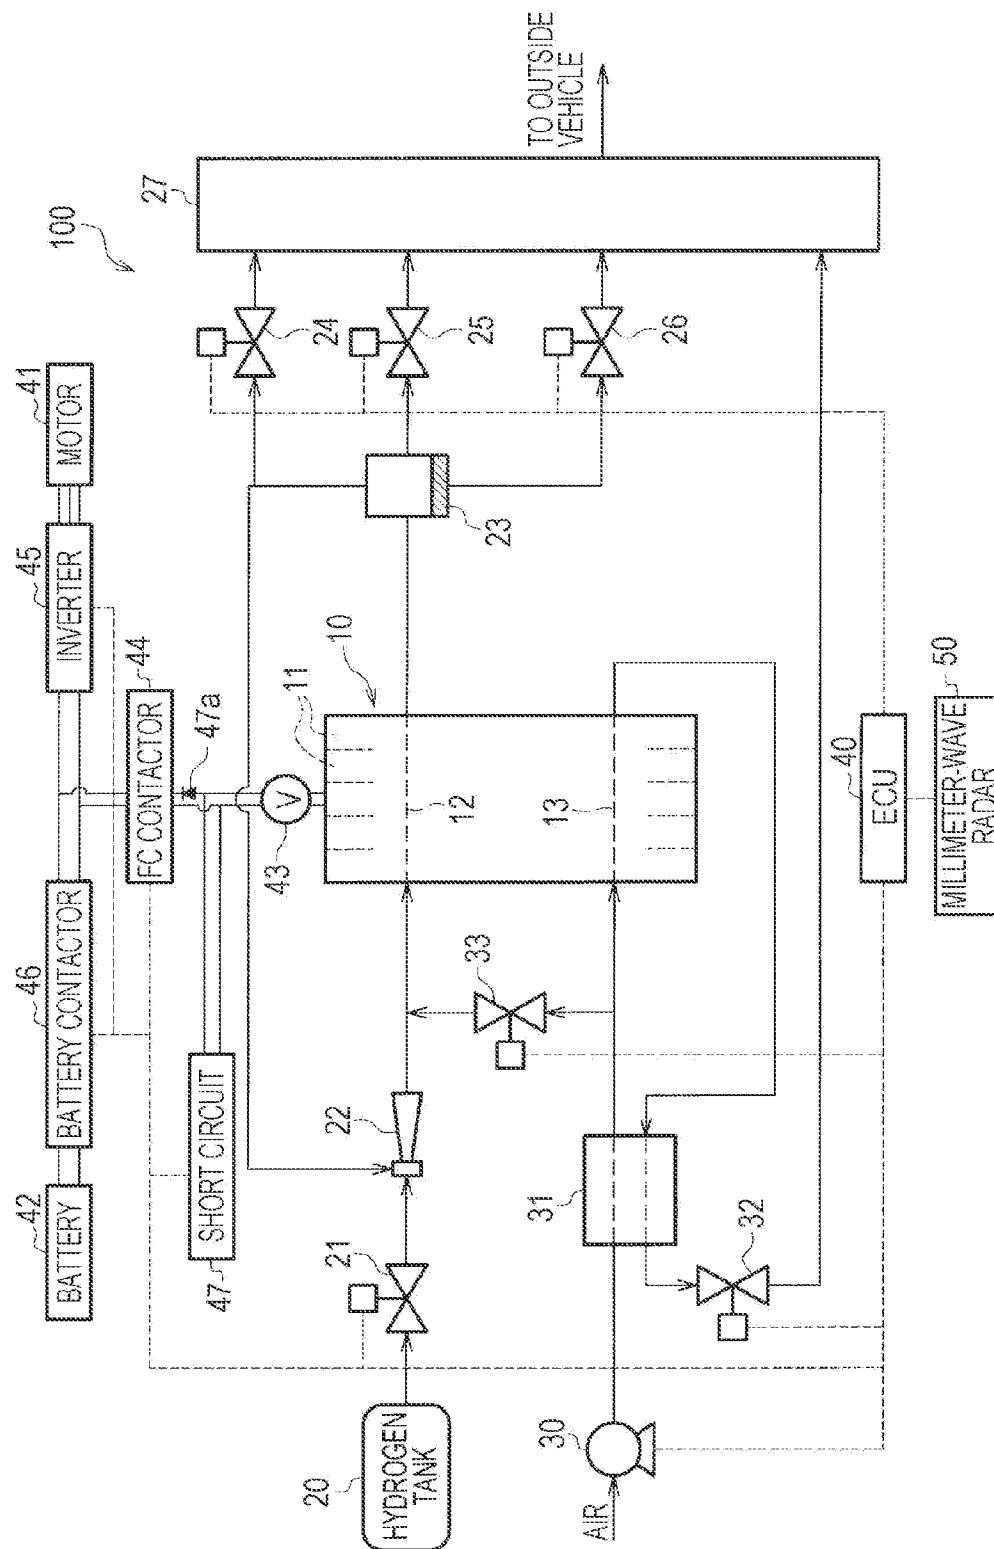 100
42
BATTERY
46
BATTERY CONTACTOR
45
INVERTER
41
MOTOR
44
FC CONTACTOR
47a
SHORT CIRCUIT
47
43
V
11
10
12
13
20
HYDROGEN
TANK
21
22
23
24
25
26
27
TO OUTSIDE
VEHICLE
AIR
30
31
32
33
40
ECU
50
MILLIMETER-WAVE
RADAR